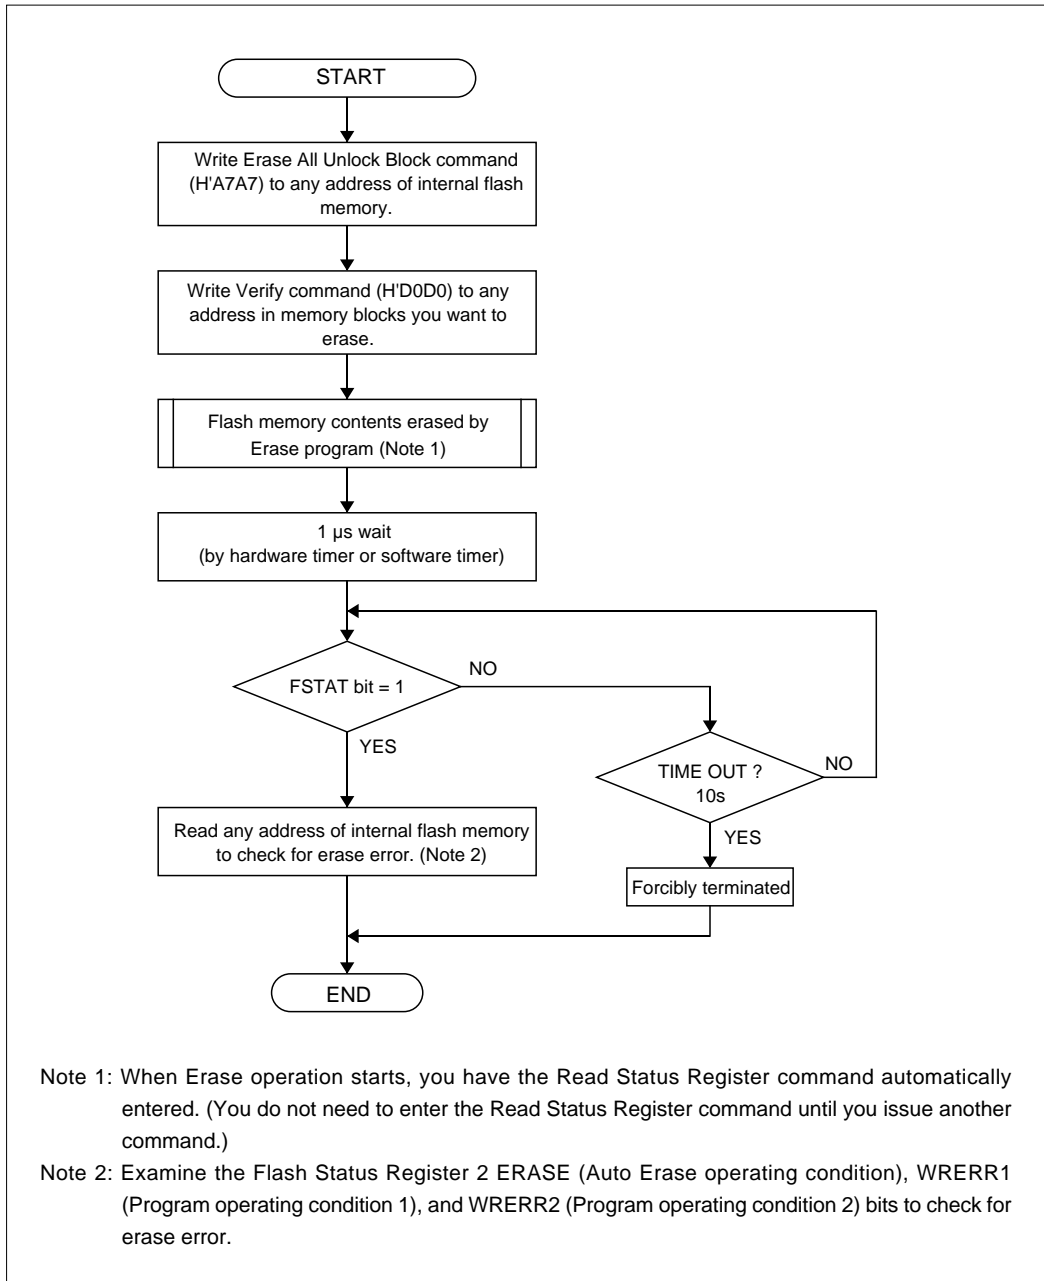 START
Write Erase All Unlock Block command
(H'A7A7) to any address of internal flash
memory.
Write Verify command (H'D0D0) to any
address in memory blocks you want to
erase.
Flash memory contents erased by
Erase program (Note 1)
1 µs wait
(by hardware timer or software timer)
FSTAT bit = 1
NO
YES
TIME OUT ?
10s
NO
YES
Read any address of internal flash memory
to check for erase error. (Note 2)
Forcibly terminated
END
Note 1: When Erase operation starts, you have the Read Status Register command automatically
entered. (You do not need to enter the Read Status Register command until you issue another
command.)
Note 2: Examine the Flash Status Register 2 ERASE (Auto Erase operating condition), WRERR1
(Program operating condition 1), and WRERR2 (Program operating condition 2) bits to check for
erase error.